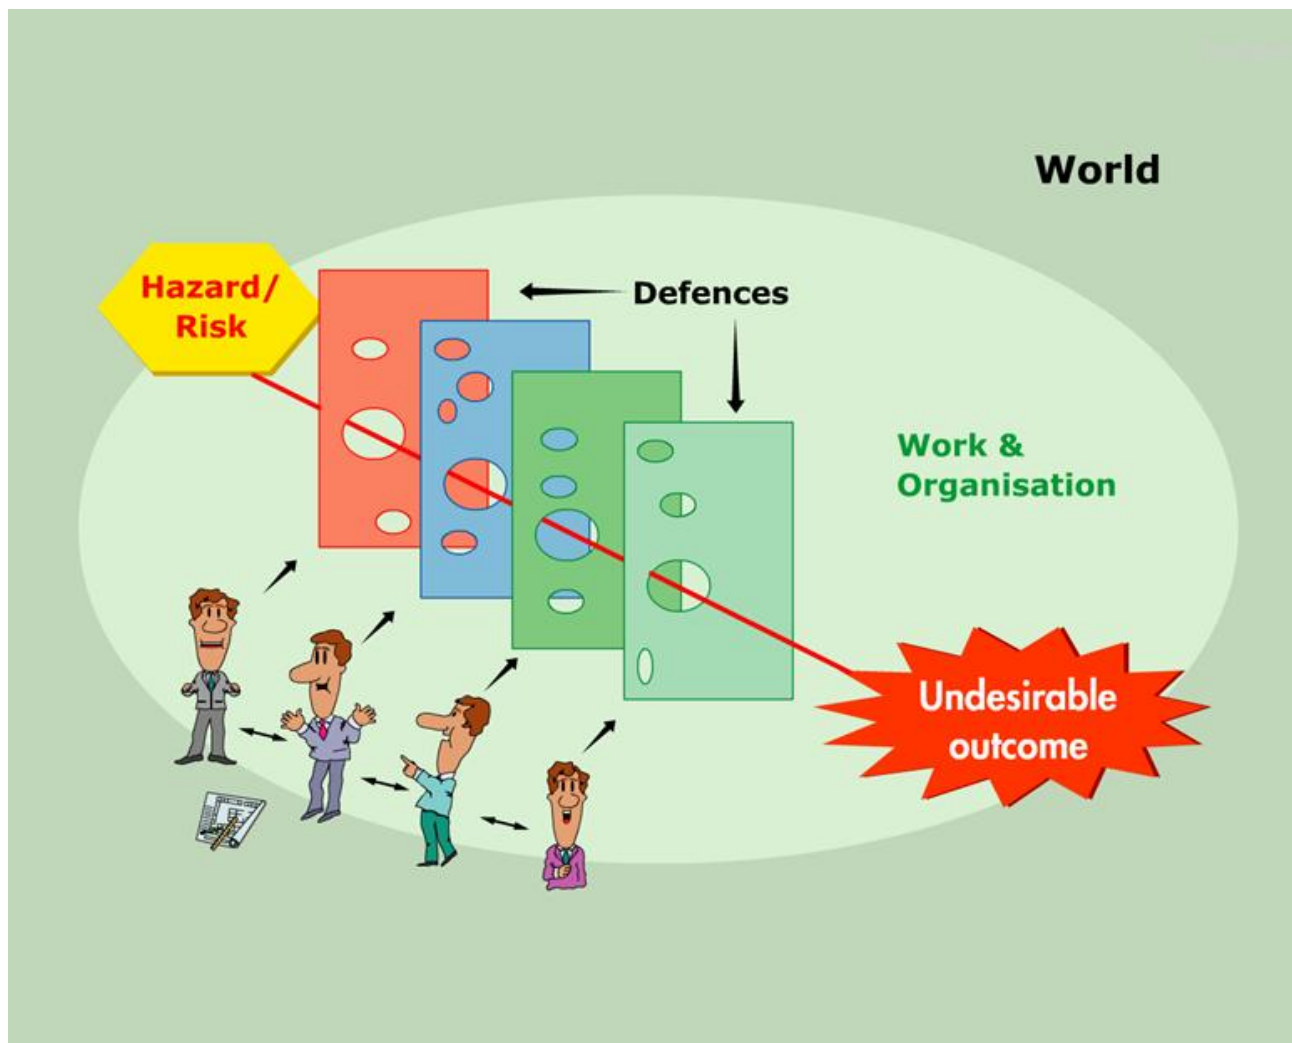 World
Hazard/
Risk
Defences
Work &
Organisation
Undesirable
outcome